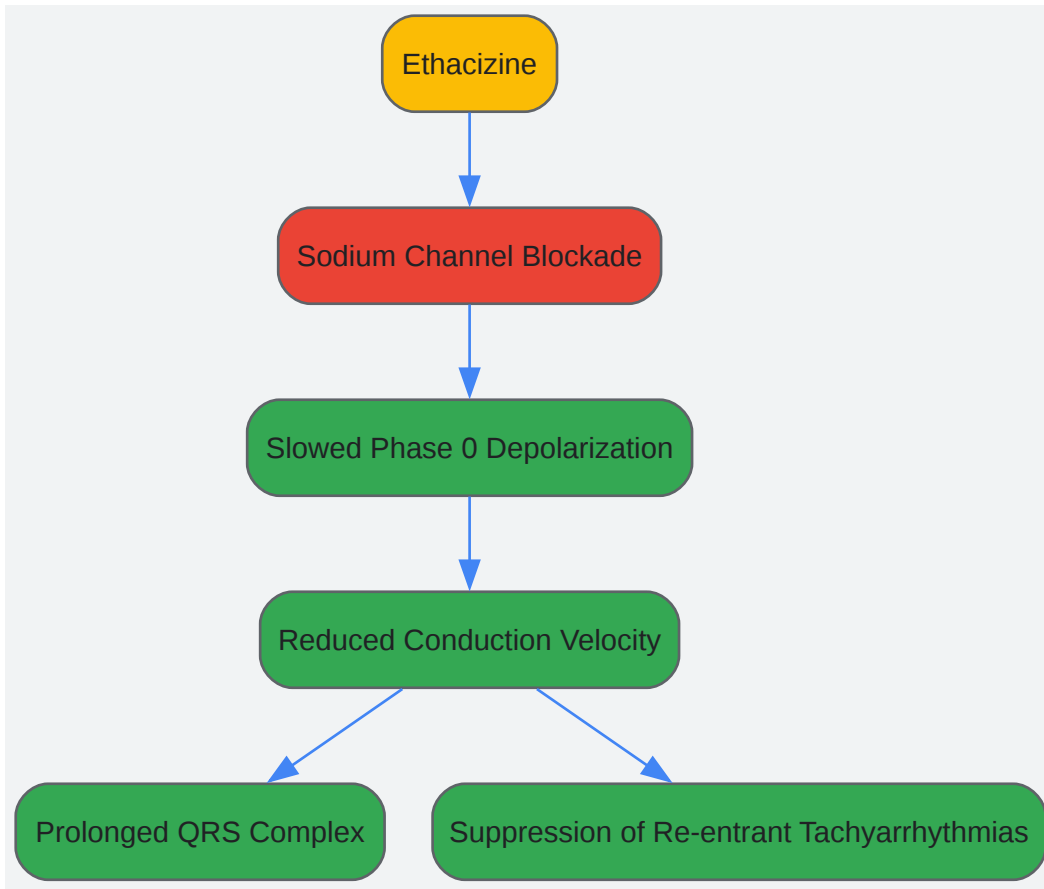 Ethacizine
Sodium Channel Blockade
Slowed Phase 0 Depolarization
Reduced Conduction Velocity
Prolonged QRS Complex
Suppression of Re-entrant Tachyarrhythmias